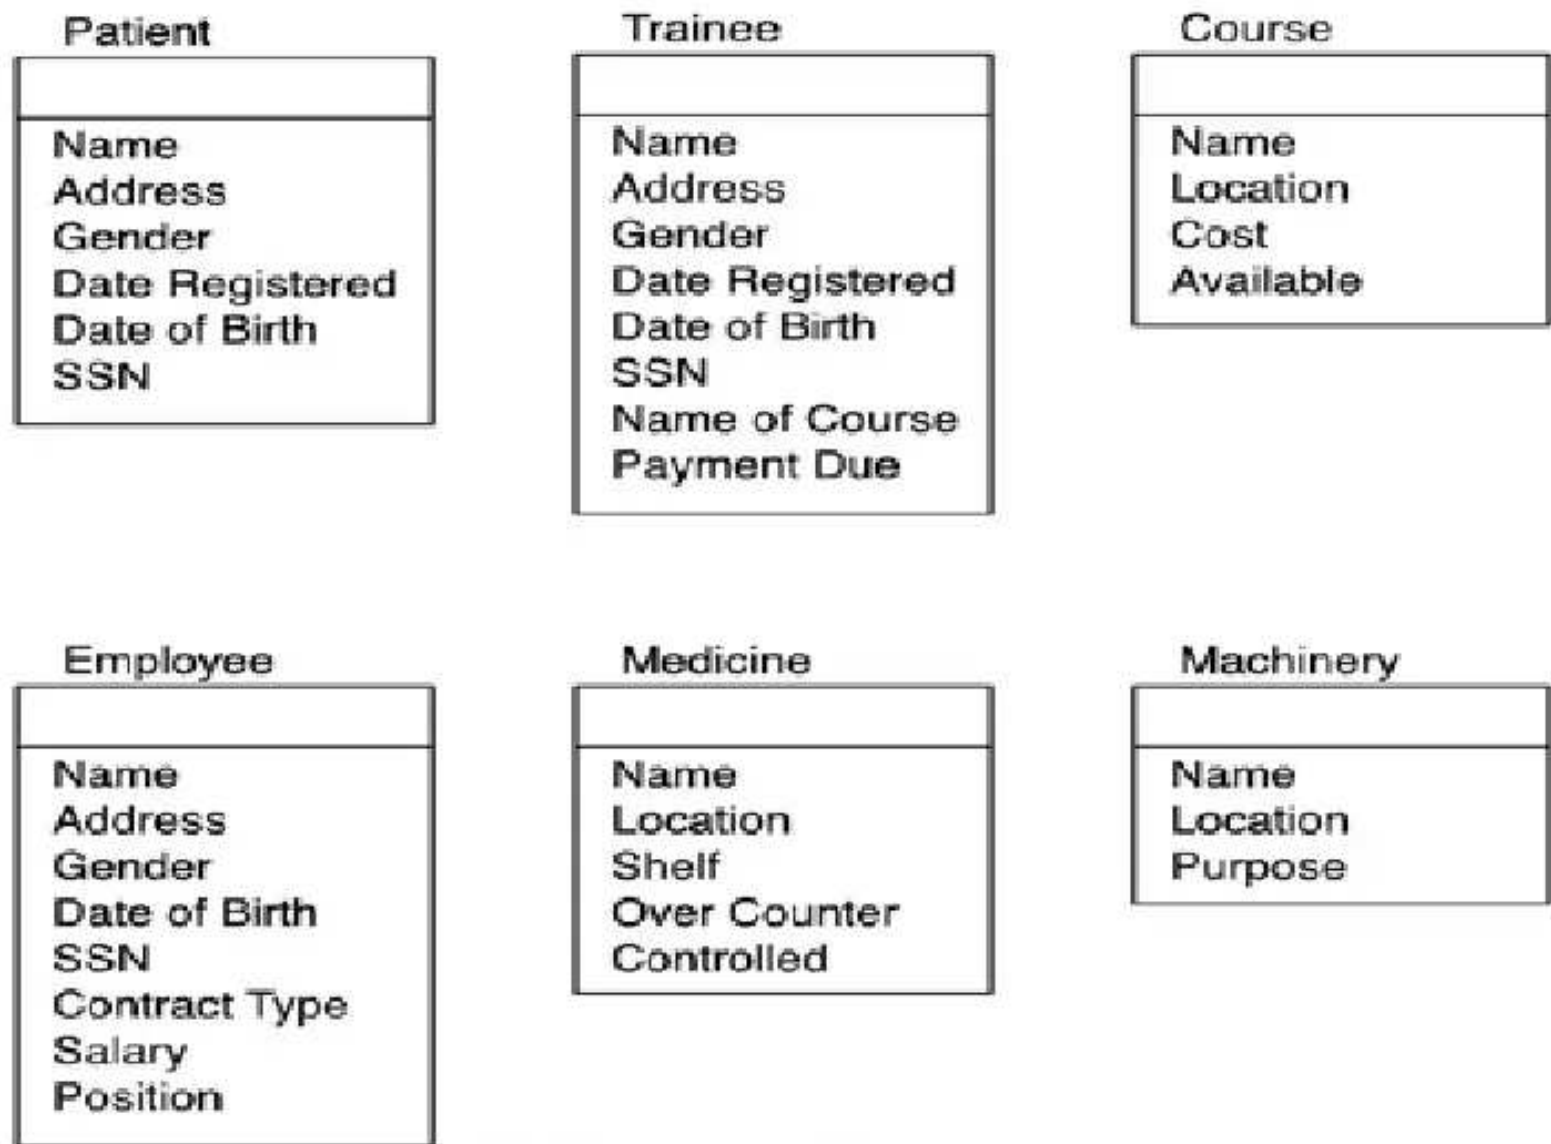 Patient
Name
Address
Gender
Date Registered
Date of Birth
SSN
Trainee
Name
Address
Gender
Date Registered
Date of Birth
SSN
Name of Course
Payment Due
Course
Name
Location
Cost
Available
Employee
Name
Address
Gender
Date of Birth
SSN
Contract Type
Salary
Position
Medicine
Name
Location
Shelf
Over Counter
Controlled
Machinery
Name
Location
Purpose